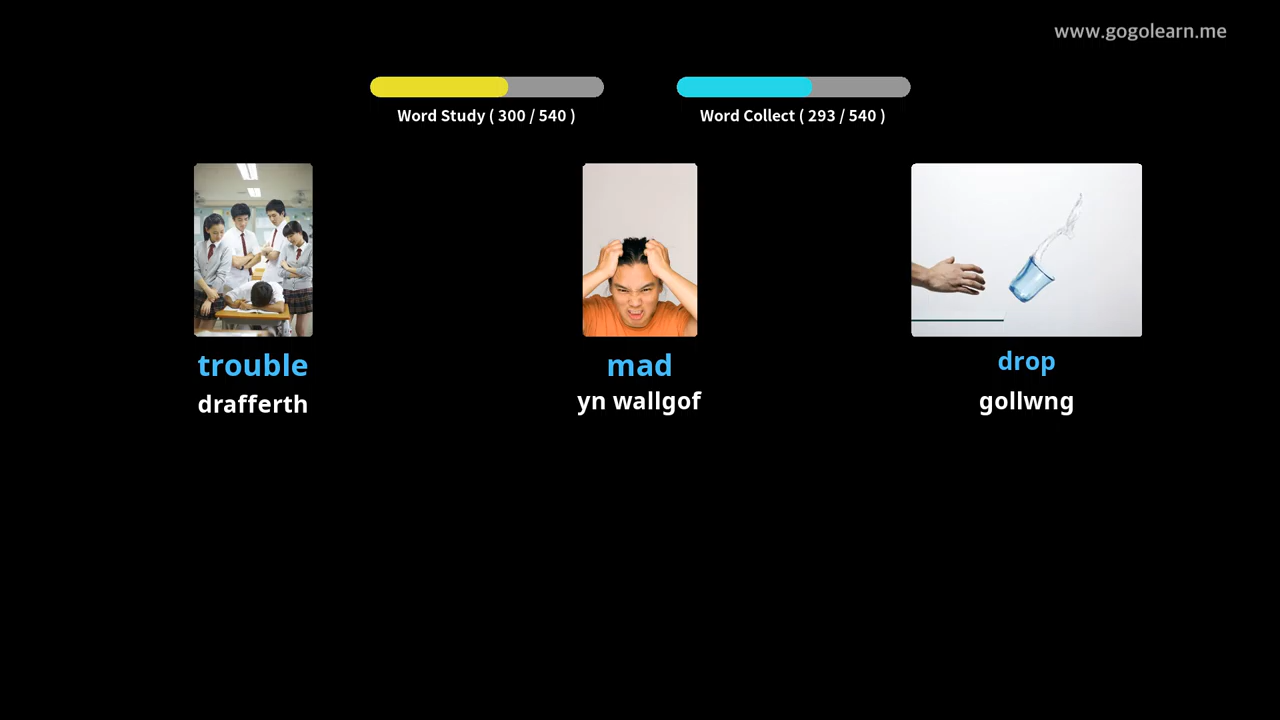 www.gogolearn.me
Word Study ( 300 / 540 )
Word Collect ( 293 / 540 )
trouble
drafferth
mad
yn wallgof
drop
gollwng